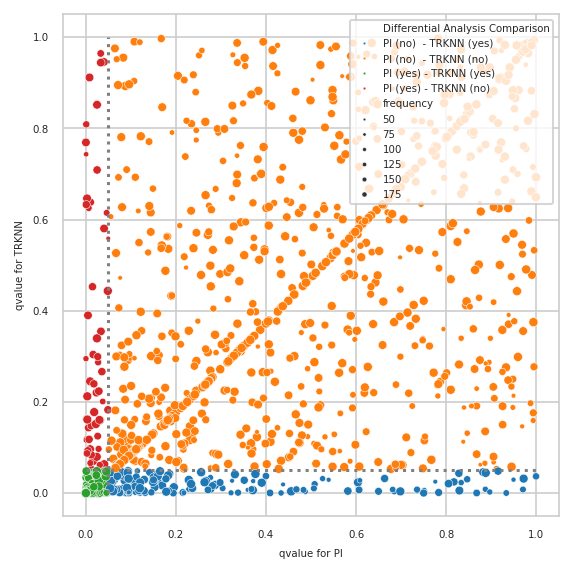 Differential Analysis Comparison
PI (no)  - TRKNN (yes)
PI (no)  - TRKNN (no)
PI (yes) - TRKNN (yes)
PI (yes) - TRKNN (no)
frequency
50
75
100
125
150
175
1.0
0.8
0.6
0.4
0.2
0.0
qvalue for TRKNN
0.0 0.2 0.4 0.6 0.8 1.0
qvalue for PI